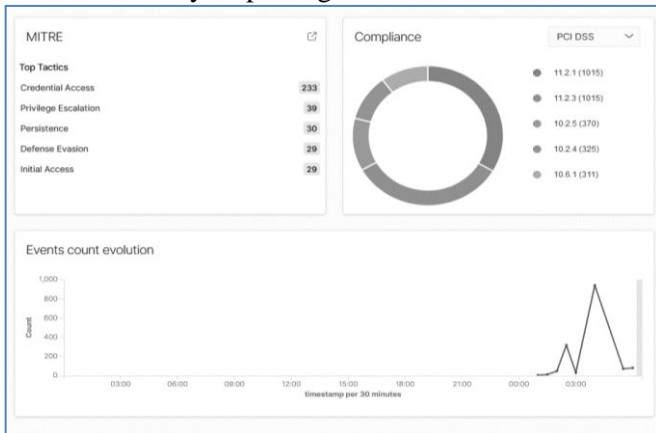 MITRE
Top Tactics
Credential Access 233
Privilege Escalation 39
Persistence 30
Defense Evasion 29
Initial Access 29
Compliance PCI DSS
11.2.1 (1015)
11.2.3 (1015)
10.2.5 (370)
10.2.4 (325)
10.6.1 (311)
Events count evolution
1,000
800
600
400
200
0
Count
03:00 06:00 09:00 12:00 15:00 18:00 21:00 00:00 03:00
timestamp per 30 minutes